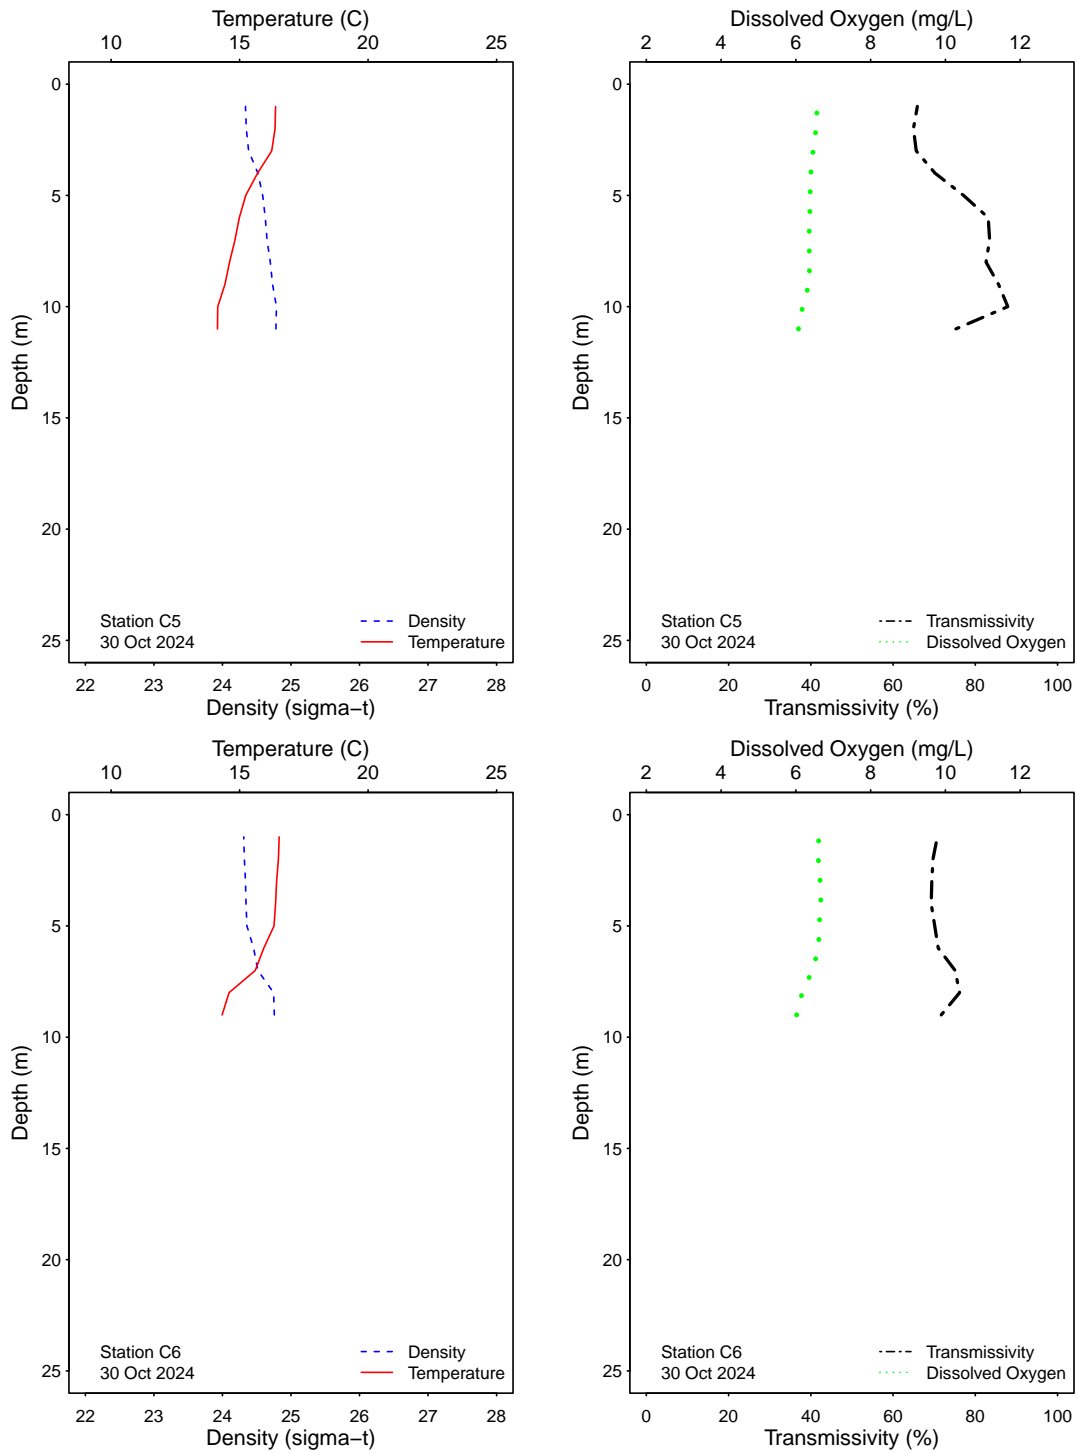 Temperature (C)
10 15 20 25
0
5
10
15
20
25
Depth (m)
Station C5
30 Oct 2024
Density
Temperature
22 23 24 25 26 27 28
Density (sigma−t)
Dissolved Oxygen (mg/L)
2 4 6 8 10 12
0
5
10
15
20
25
Depth (m)
Station C5
30 Oct 2024
Transmissivity
Dissolved Oxygen
0 20 40 60 80 100
Transmissivity (%)
Temperature (C)
10 15 20 25
0
5
10
15
20
25
Depth (m)
Station C6
30 Oct 2024
Density
Temperature
22 23 24 25 26 27 28
Density (sigma−t)
Dissolved Oxygen (mg/L)
2 4 6 8 10 12
0
5
10
15
20
25
Depth (m)
Station C6
30 Oct 2024
Transmissivity
Dissolved Oxygen
0 20 40 60 80 100
Transmissivity (%)